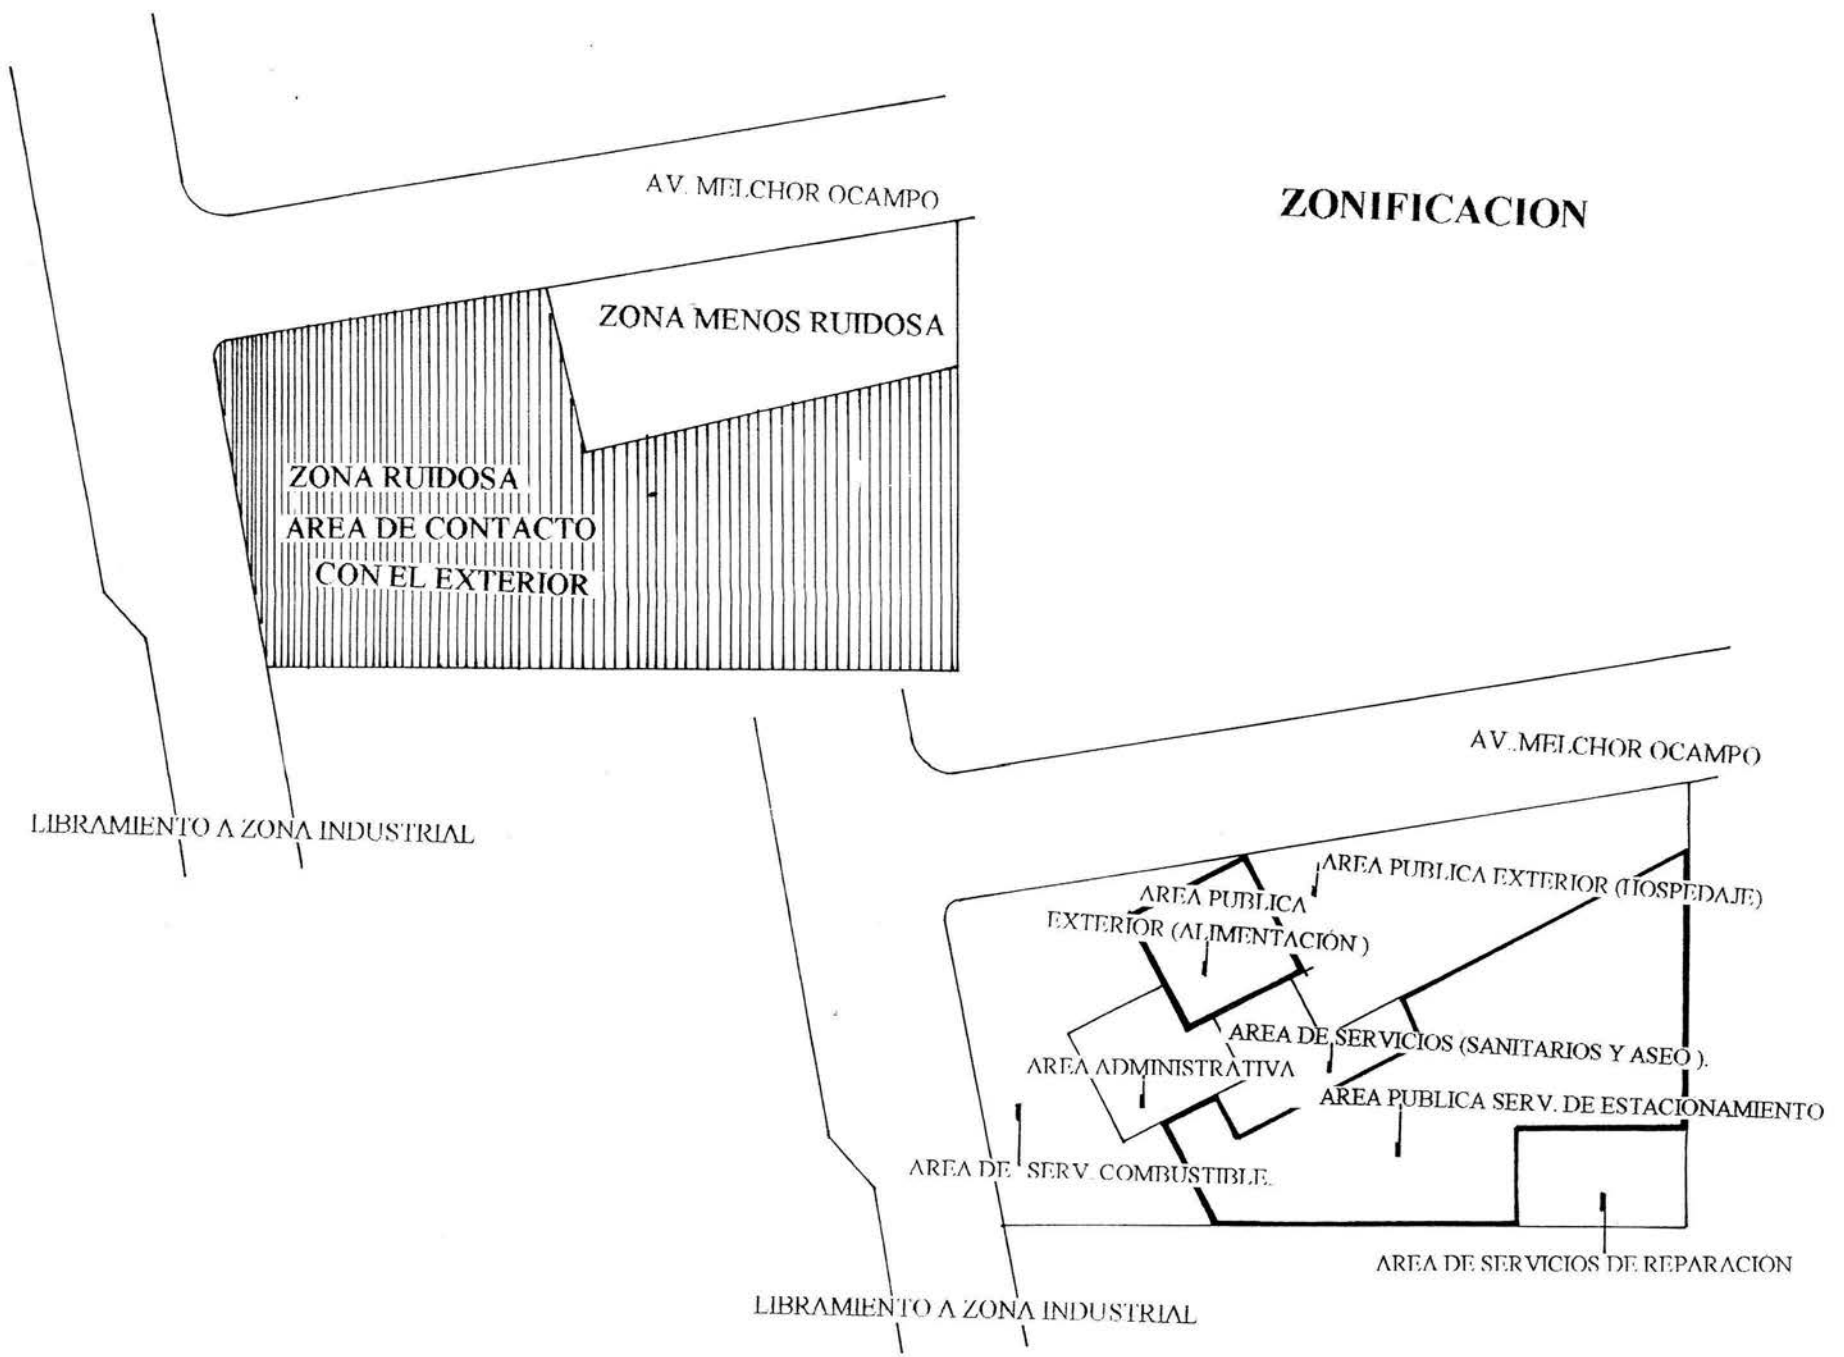 ZONIFICACION
AV. MELCHOR OCAMPO
ZONA MENOS RUIDOSA
ZONA RUIDOSA
AREA DE CONTACTO
CON EL EXTERIOR
LIBRAMIENTO A ZONA INDUSTRIAL
AV..MELCHOR OCAMPO
AREA PUBLICA EXTERIOR (HOSPEDAJE)
AREA PUBLICA
EXTERIOR (ALIMENTACIÓN )
AREA DE SERVICIOS (SANITARIOS Y ASEO ).
AREA ADMINISTRATIVA
AREA PUBLICA SERV. DE ESTACIONAMIENTO
AREA DE SERV. COMBUSTIBLE.
AREA DE SERVICIOS DE REPARACIÓN
LIBRAMIENTO A ZONA INDUSTRIAL